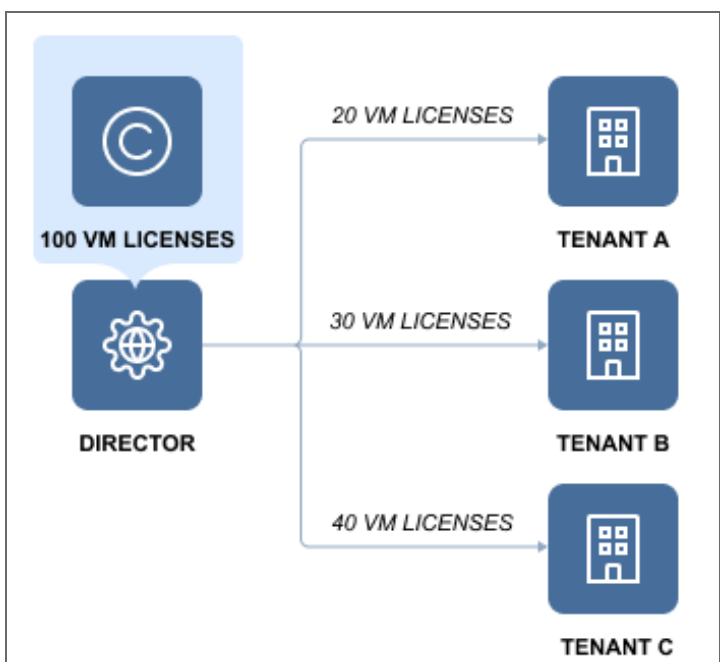 20 VM LICENSES
100 VM LICENSES
TENANT A
30 VM LICENSES
DIRECTOR
TENANT B
40 VM LICENSES
TENANT C